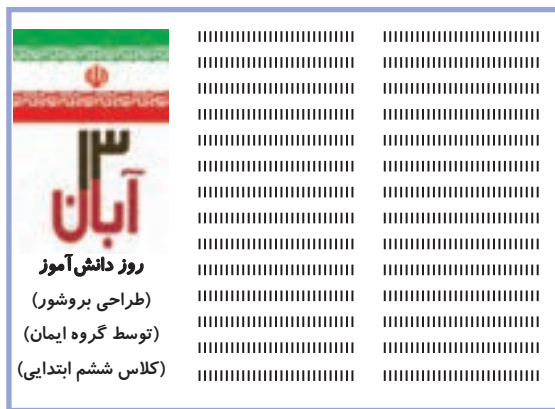 ۱۳
آبان
روز دانش‌آموز
(طراحی بروشور)
(توسط گروه ایمان)
(کلاس ششم ابتدایی)